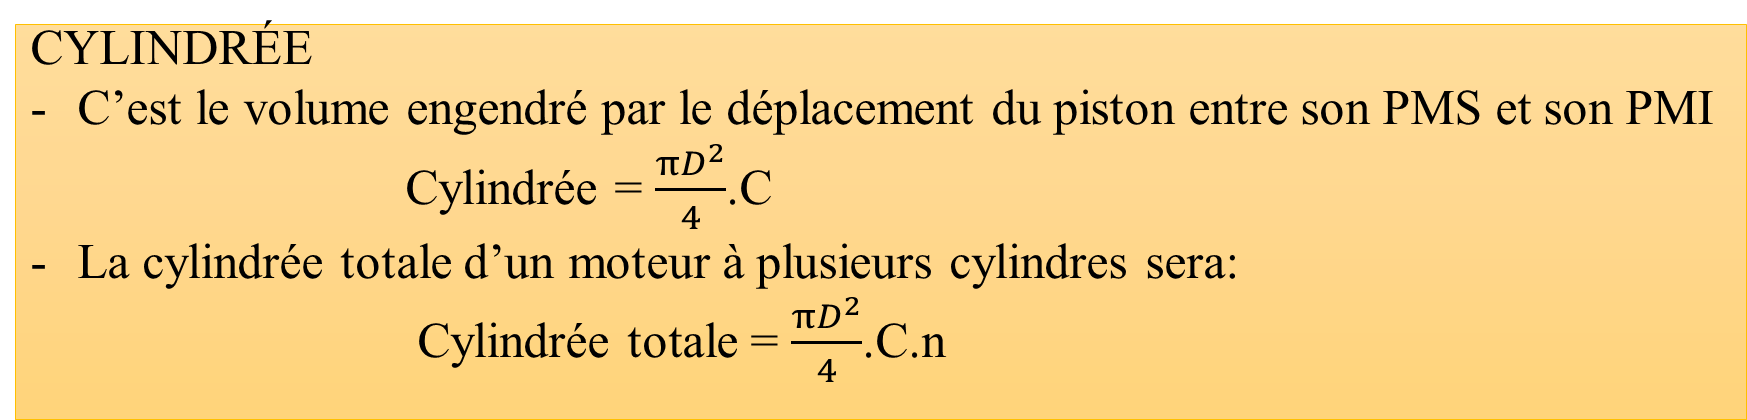 CYLINDRÉE
- C’est le volume engendré par le déplacement du piston entre son PMS et son PMI
Cylindrée = πD²/4 .C
- La cylindrée totale d’un moteur à plusieurs cylindres sera:
Cylindrée totale = πD²/4 .C.n